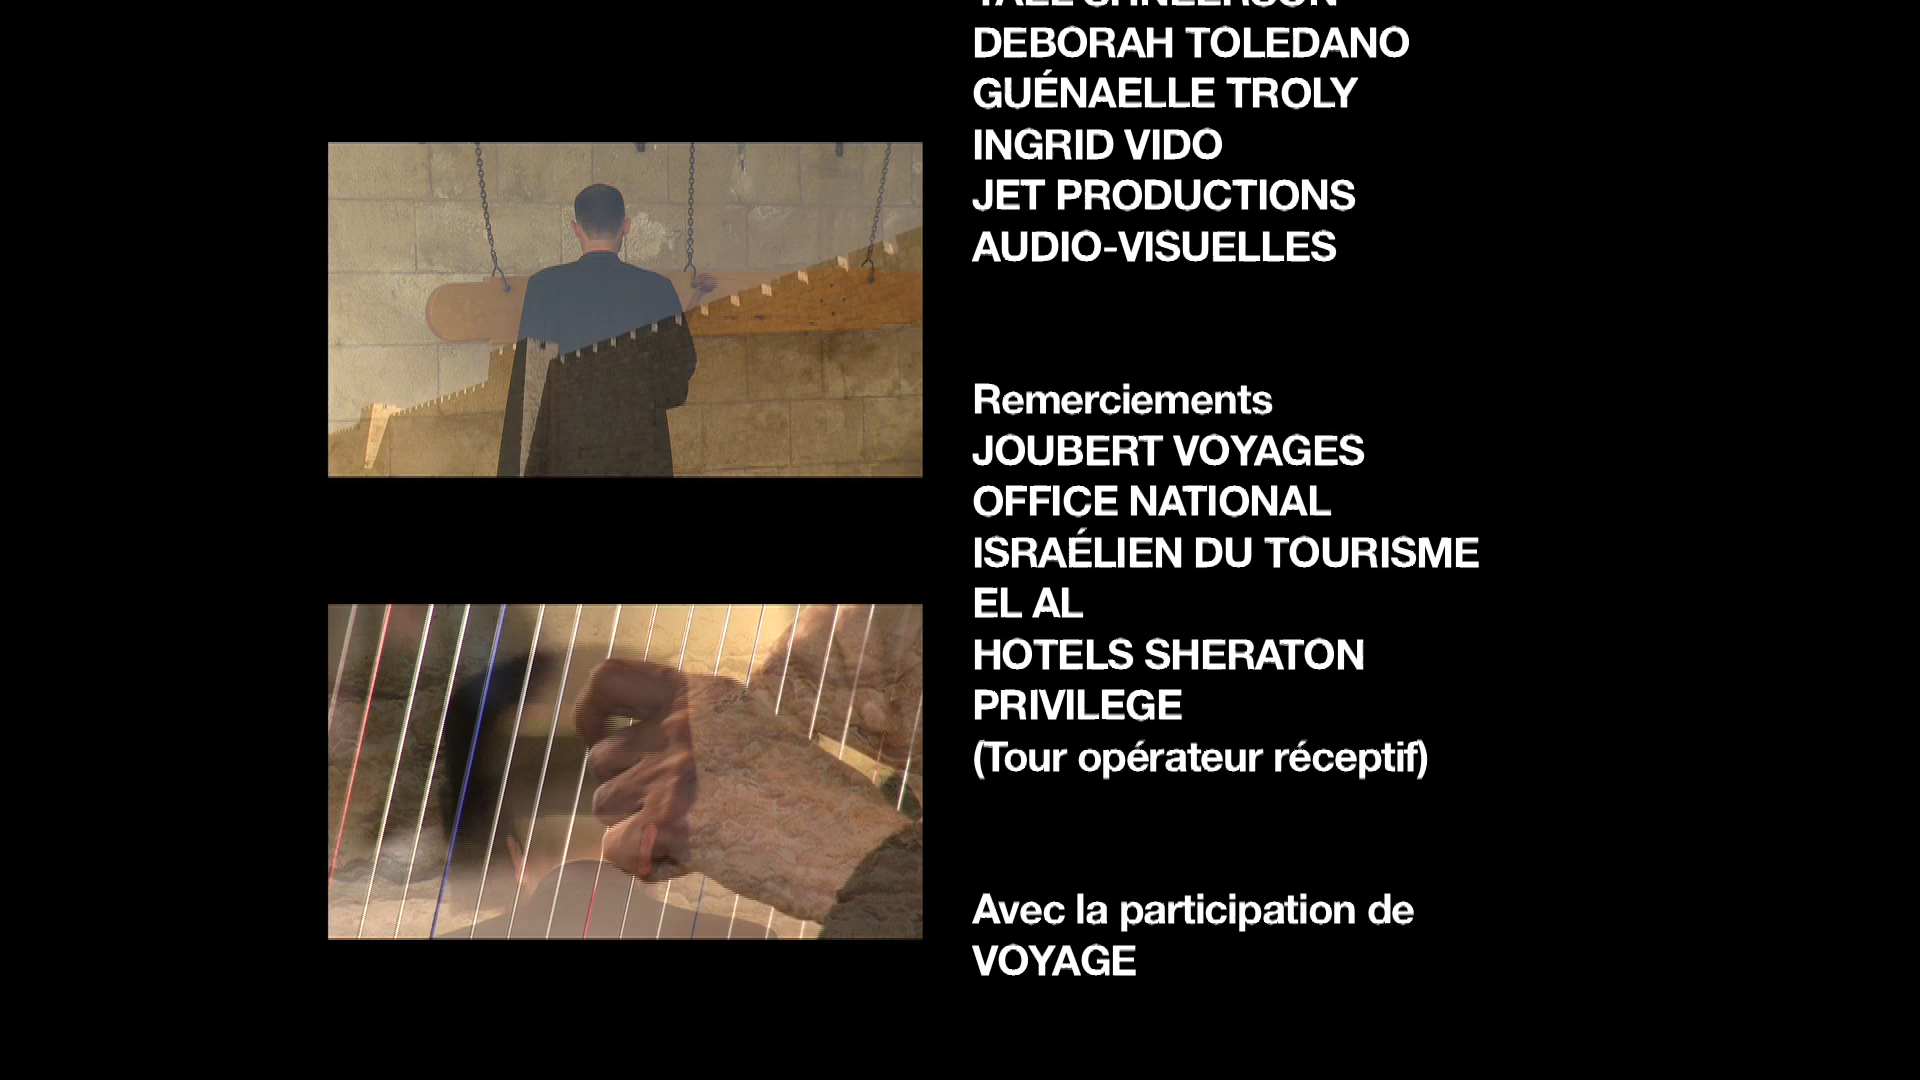 DEBORAH TOLEDANO
GUÉNAELLE TROLY
INGRID VIDO
JET PRODUCTIONS
AUDIO-VISUELLES
Remerciements
JOUBERT VOYAGES
OFFICE NATIONAL
ISRAÉLIEN DU TOURISME
EL AL
HOTELS SHERATON
PRIVILEGE
(Tour opérateur réceptif)
Avec la participation de
VOYAGE